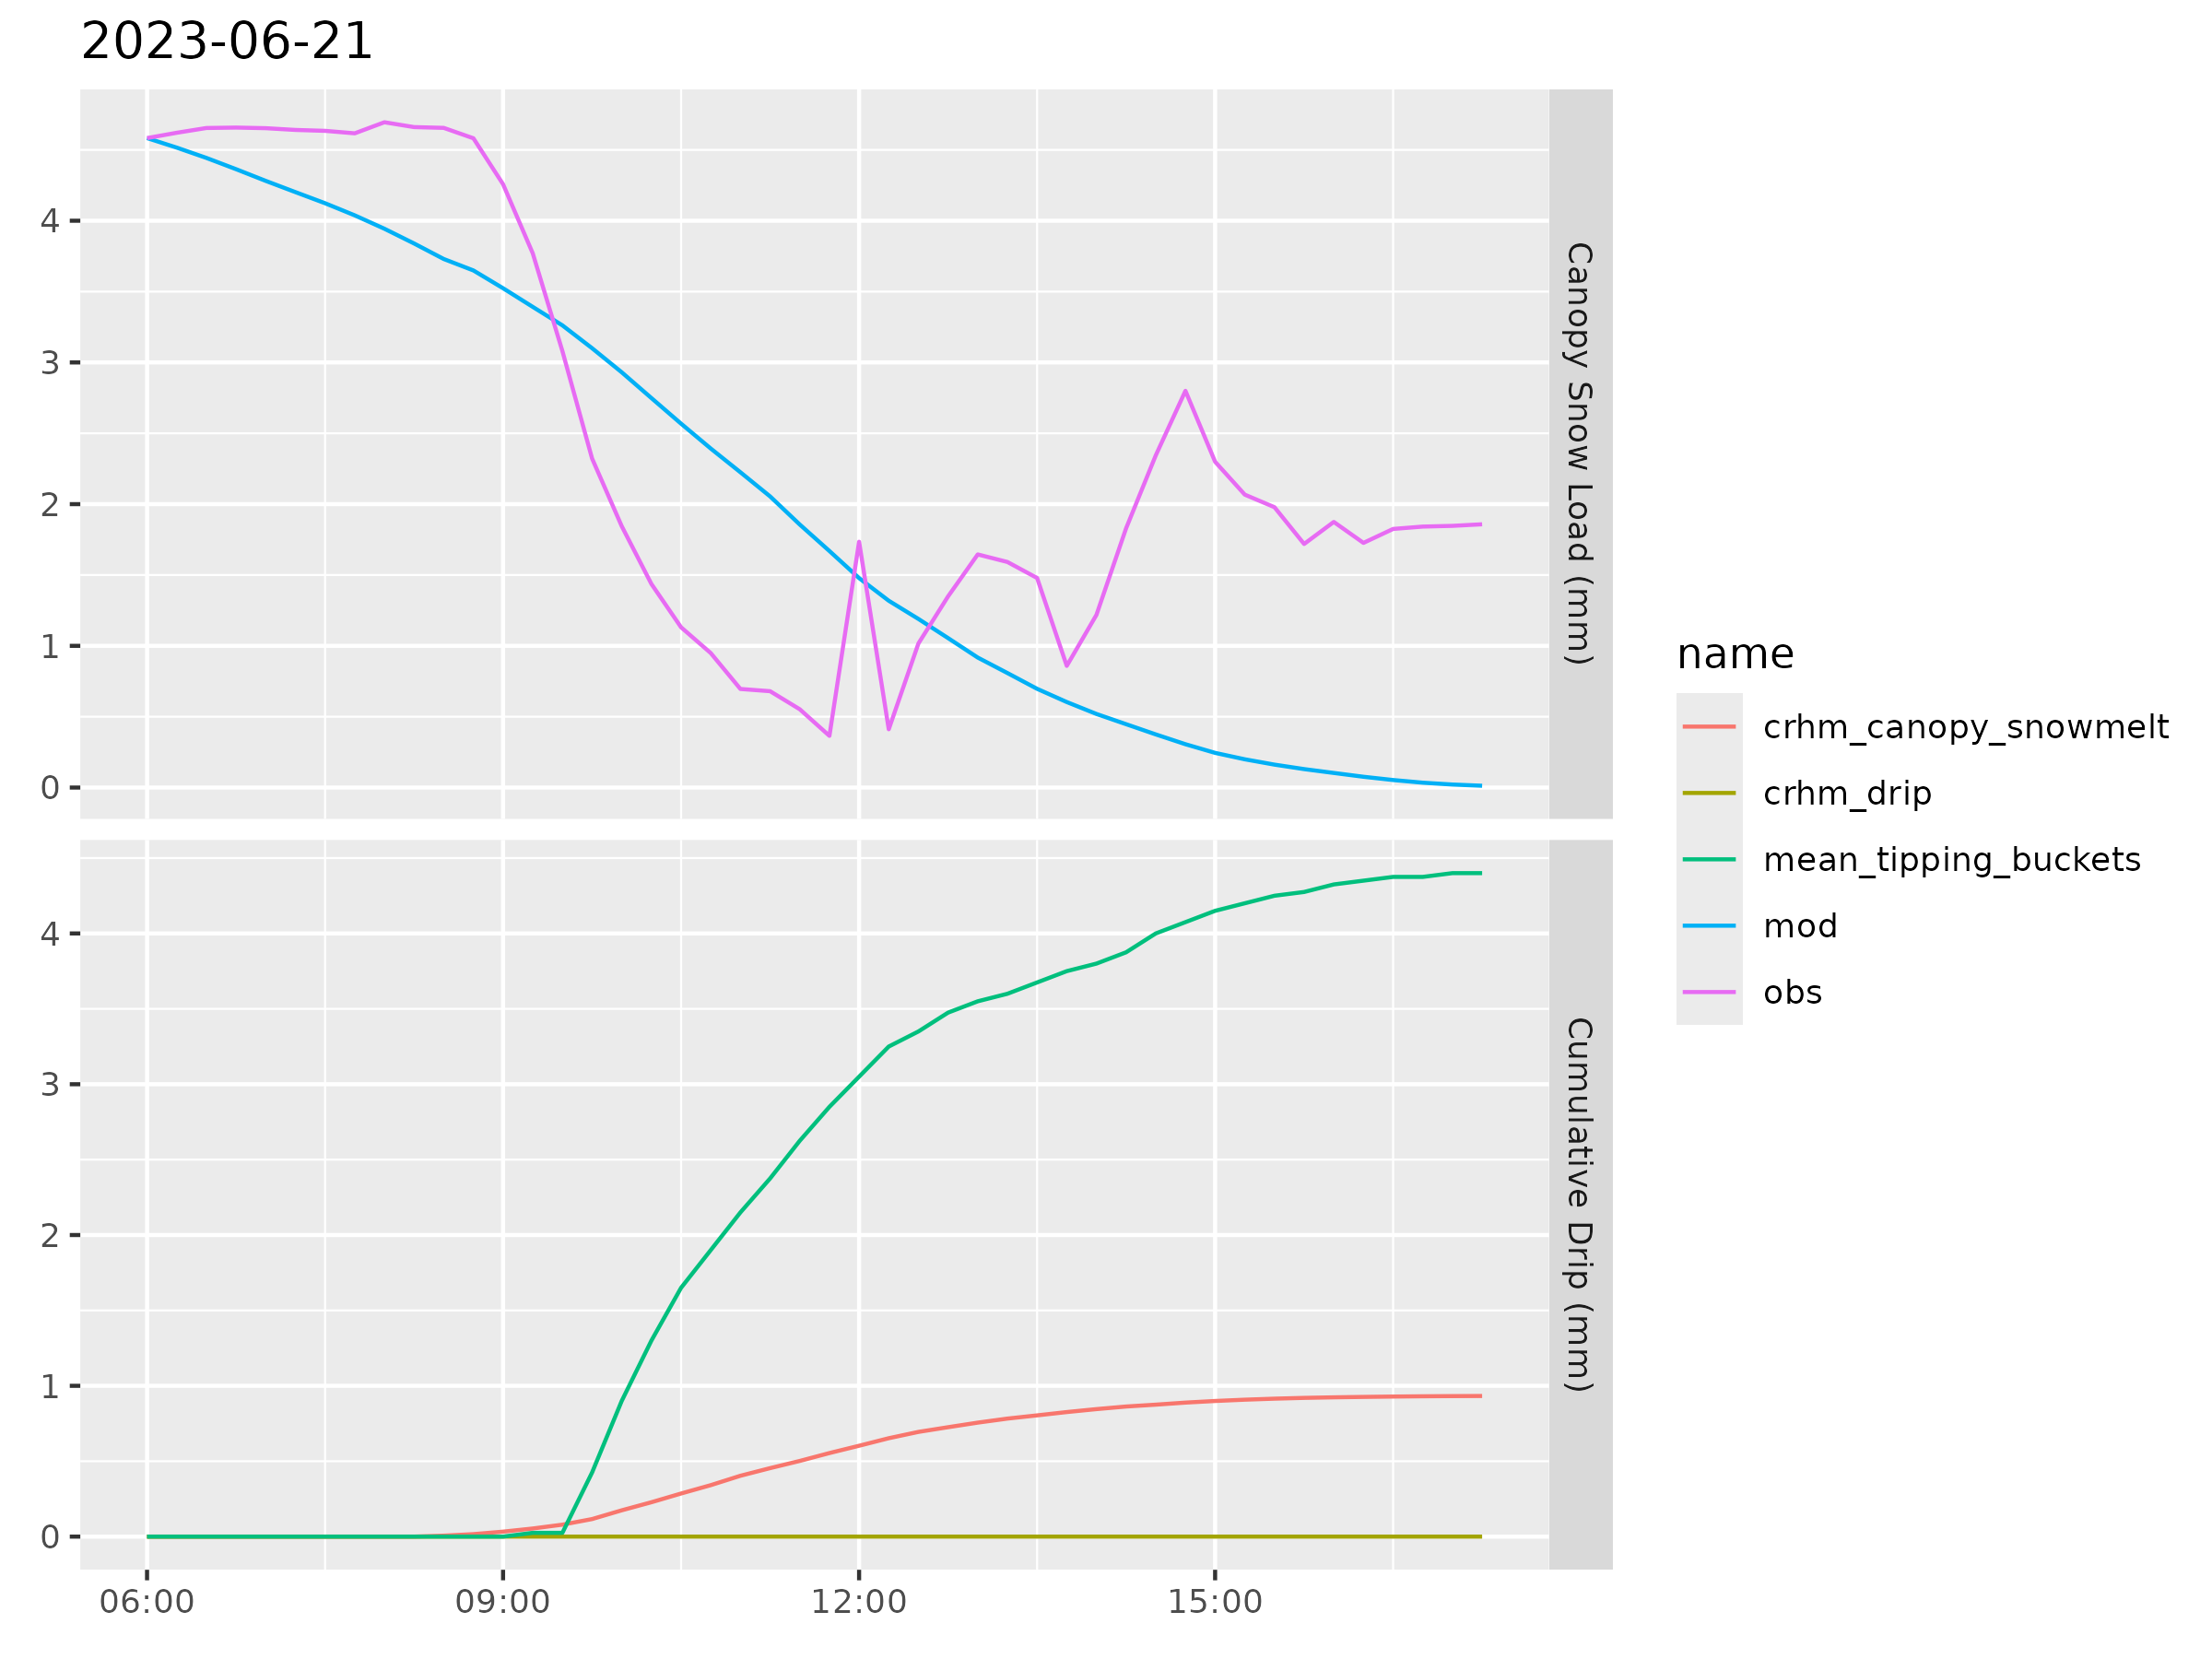 2023-06-21
4
3
2
1
0
Canopy Snow Load (mm)
4
3
2
1
0
Cumulative Drip (mm)
06:00 09:00 12:00 15:00
name
crhm_canopy_snowmelt
crhm_drip
mean_tipping_buckets
mod
obs